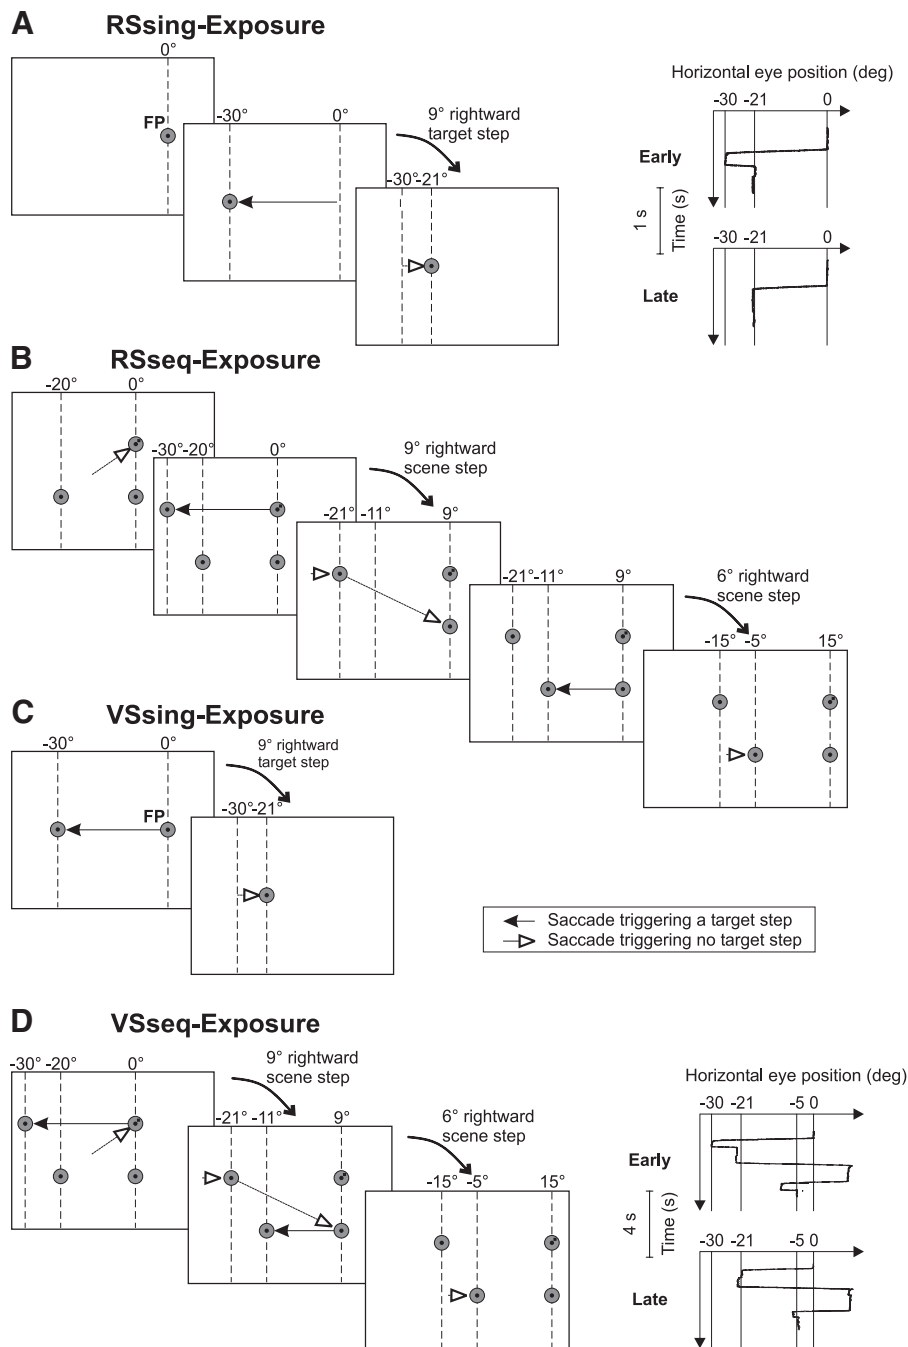 A RSsing-Exposure
0°
FP
-30° 0°
9° rightward
target step
-30° -21°
Horizontal eye position (deg)
-30 -21 0
Early
1 s
Time (s)
-30 -21 0
Late
B RSseq-Exposure
-20° 0°
-30° -20° 0°
9° rightward
scene step
-21° -11° 9°
-21° -11° 9°
6° rightward
scene step
-15° -5° 15°
C VSsing-Exposure
-30° 0°
FP
9° rightward
target step
-30° -21°
Saccade triggering a target step
Saccade triggering no target step
D VSseq-Exposure
-30° -20° 0°
9° rightward
scene step
-21° -11° 9°
6° rightward
scene step
-15° -5° 15°
Horizontal eye position (deg)
-30 -21 -5 0
Early
4 s
Time (s)
-30 -21 -5 0
Late